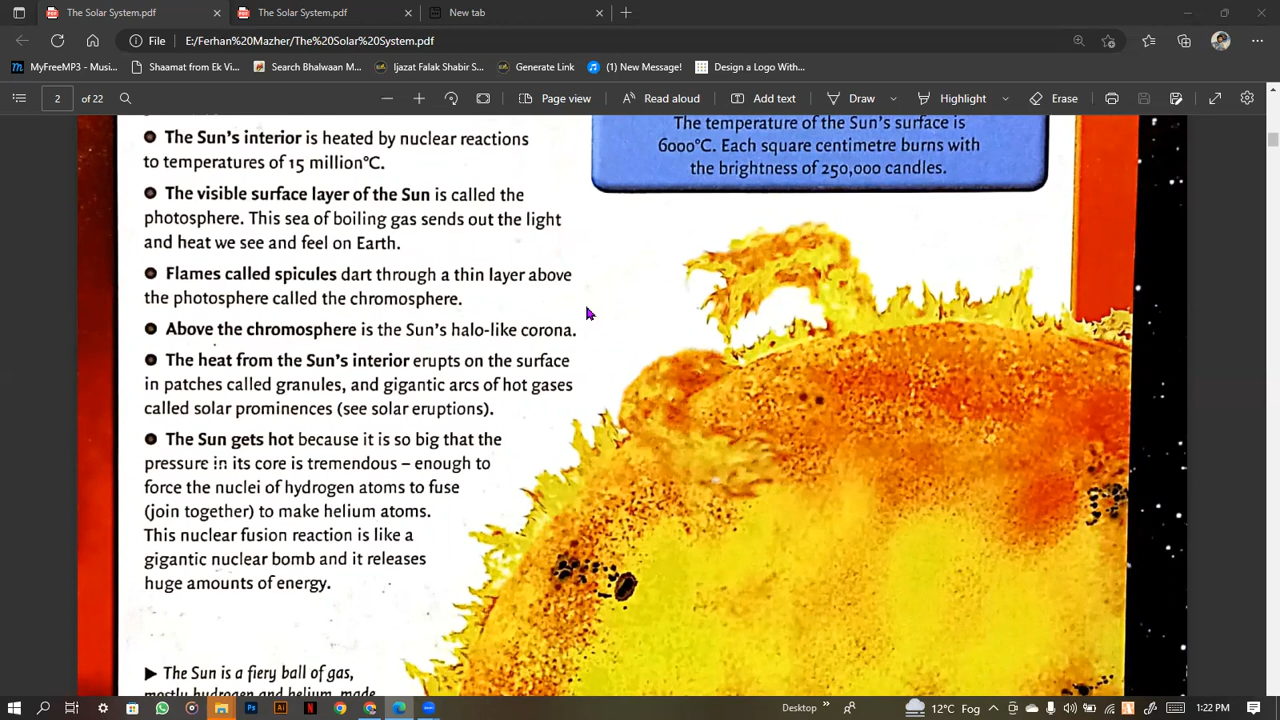 The Solar System.pdf
The Solar System.pdf
New tab
File
E:/Ferhan%20Mazher/The%20Solar%20System.pdf
MyFreeMP3 - Musi...
Shaamat from Ek Vi...
Search Bhalwaan M...
Ijazat Falak Shabir S...
Generate Link
(1) New Message!
Design a Logo With...
2 of 22
Page view
Read aloud
Add text
Draw
Highlight
Erase
The Sun's interior is heated by nuclear reactions
to temperatures of 15 million°C.
The visible surface layer of the Sun is called the
photosphere. This sea of boiling gas sends out the light
and heat we see and feel on Earth.
Flames called spicules dart through a thin layer above
the photosphere called the chromosphere.
Above the chromosphere is the Sun's halo-like corona.
The heat from the Sun's interior erupts on the surface
in patches called granules, and gigantic arcs of hot gases
called solar prominences (see solar eruptions).
The Sun gets hot because it is so big that the
pressure in its core is tremendous – enough to
force the nuclei of hydrogen atoms to fuse
(join together) to make helium atoms.
This nuclear fusion reaction is like a
gigantic nuclear bomb and it releases
huge amounts of energy.
The temperature of the Sun's surface is
6000°C. Each square centimetre burns with
the brightness of 250,000 candles.
▶ The Sun is a fiery ball of gas,
mostly hydrogen and helium, made
Desktop
12°C Fog
1:22 PM